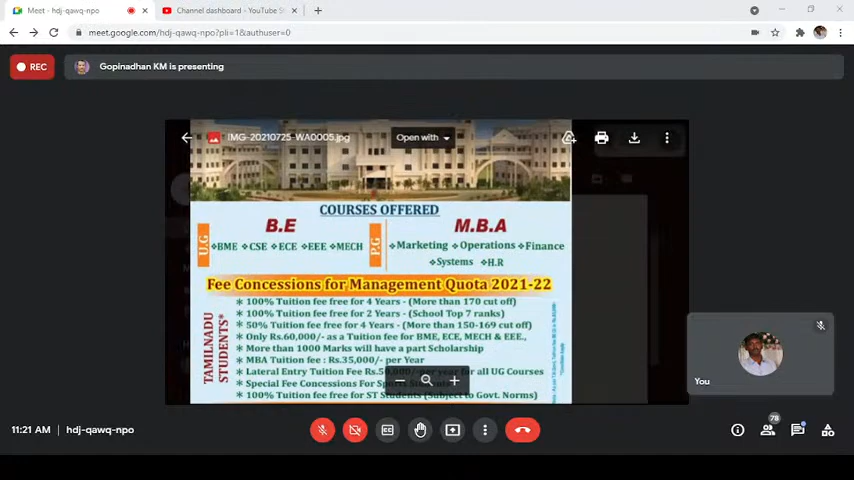 Meet - hdj-qawq-npo
Channel dashboard - YouTube St
meet.google.com/hdj-qawq-npo?pli=1&authuser=0
REC
Gopinadhan KM is presenting
IMG-20210725-WA0005.jpg
Open with
COURSES OFFERED
U.G
B.E
❖BME ❖CSE ❖ECE ❖EEE ❖MECH
P.G
M.B.A
❖Marketing ❖Operations ❖Finance
❖Systems ❖H.R
Fee Concessions for Management Quota 2021-22
TAMILNADU
STUDENTS*
* 100% Tuition fee free for 4 Years - (More than 170 cut off)
* 100% Tuition fee free for 2 Years - (School Top 7 ranks)
* 50% Tuition fee free for 4 Years - (More than 150-169 cut off)
* Only Rs.60,000/- as a Tuition fee for BME, ECE, MECH & EEE.,
* More than 1000 Marks will have a part Scholarship
* MBA Tuition fee : Rs.35,000/- per Year
* Lateral Entry Tuition Fee Rs.50,000/-per year for all UG Courses
* Special Fee Concessions For
* 100% Tuition fee free for ST Students (Subject to Govt. Norms)
You
11:21 AM
hdj-qawq-npo
78